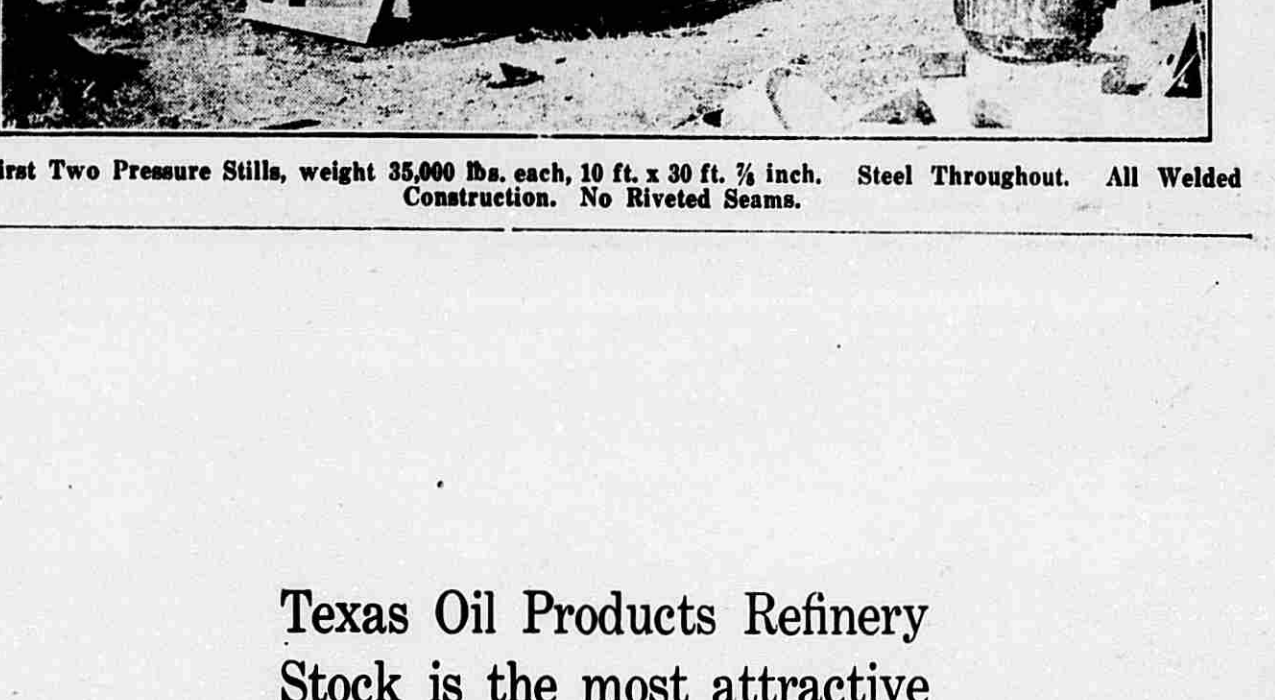 irst Two Pressure Stills, weight 35,000 lbs. each, 10 ft. x 30 ft. ⅞ inch. Steel Throughout. All Welded
Construction. No Riveted Seams.
Texas Oil Products Refinery
Stock is the most attractive